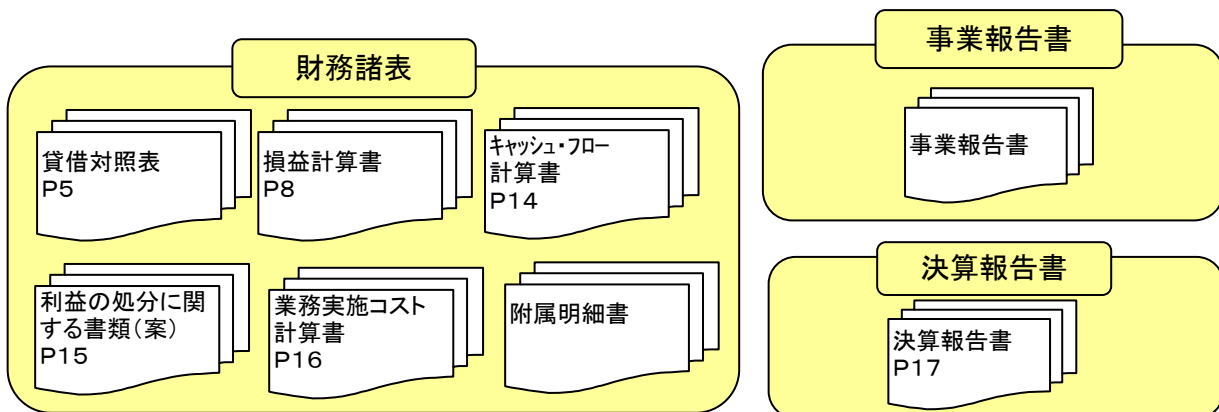 財務諸表
貸借対照表
P5
損益計算書
P8
キャッシュ・フロー
計算書
P14
利益の処分に関
する書類(案)
P15
業務実施コスト
計算書
P16
附属明細書
事業報告書
事業報告書
決算報告書
決算報告書
P17